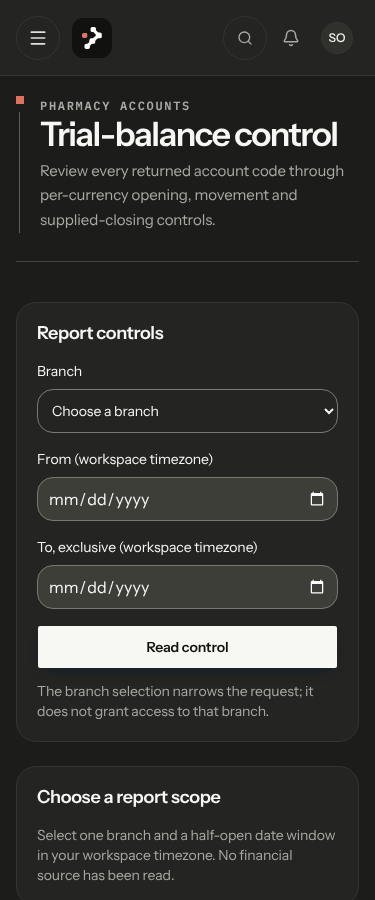 SO
PHARMACY ACCOUNTS
Trial-balance control
Review every returned account code through
per-currency opening, movement and
supplied-closing controls.
Report controls
Branch
Choose a branch
From (workspace timezone)
mm/dd/yyyy
To, exclusive (workspace timezone)
mm/dd/yyyy
Read control
The branch selection narrows the request; it
does not grant access to that branch.
Choose a report scope
Select one branch and a half-open date window
in your workspace timezone. No financial
source has been read.